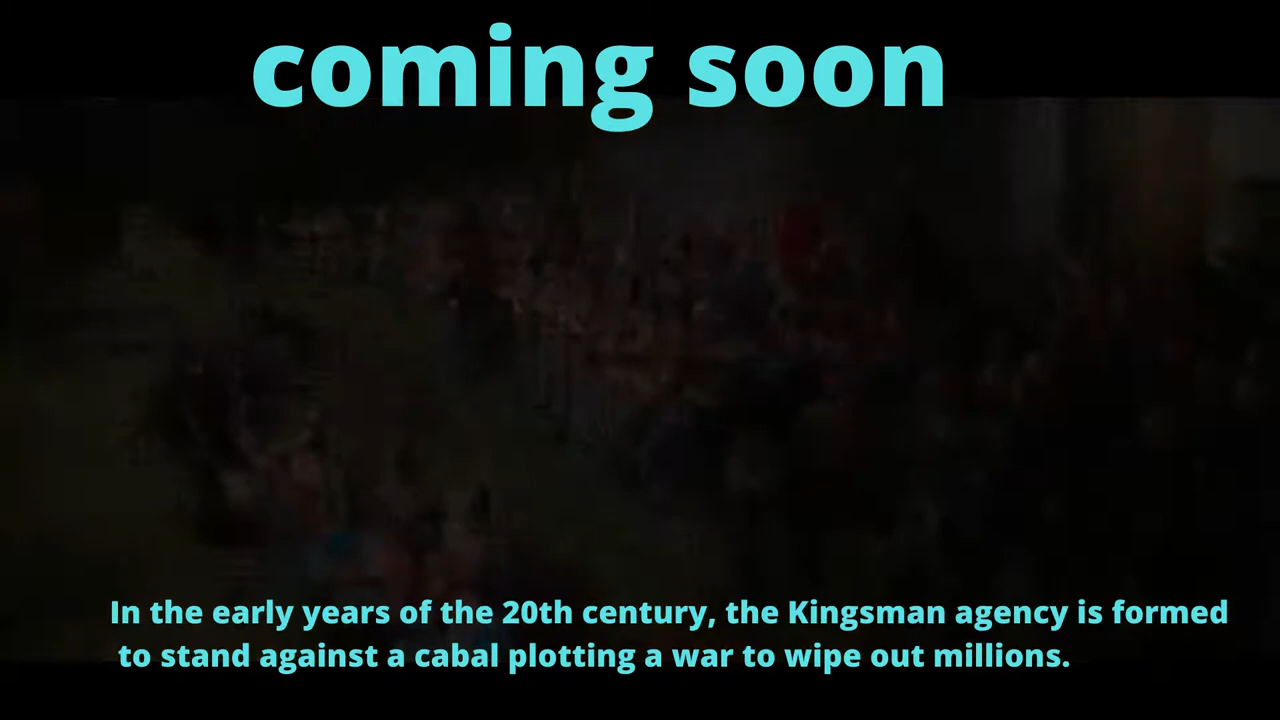 coming soon
In the early years of the 20th century, the Kingsman agency is formed
to stand against a cabal plotting a war to wipe out millions.